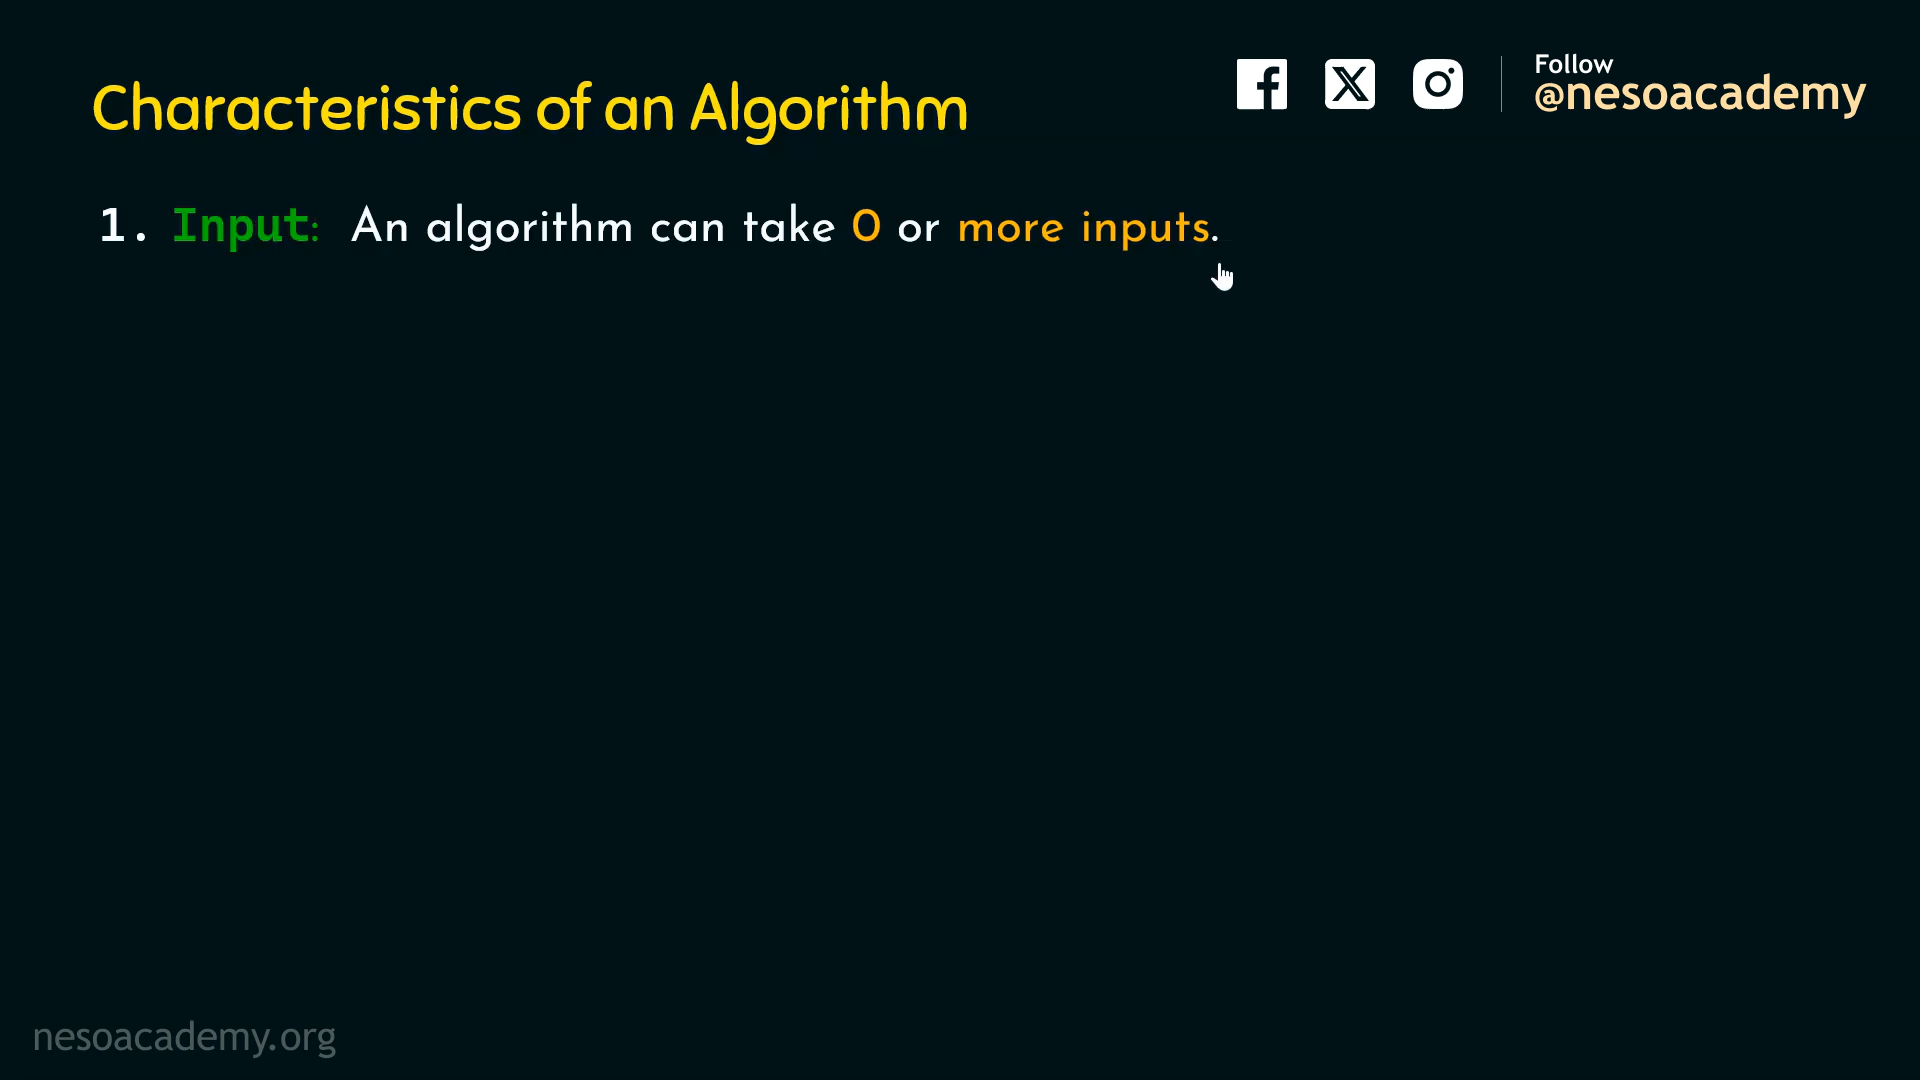 Characteristics of an Algorithm
Follow
@nesoacademy
1. Input: An algorithm can take 0 or more inputs.
nesoacademy.org